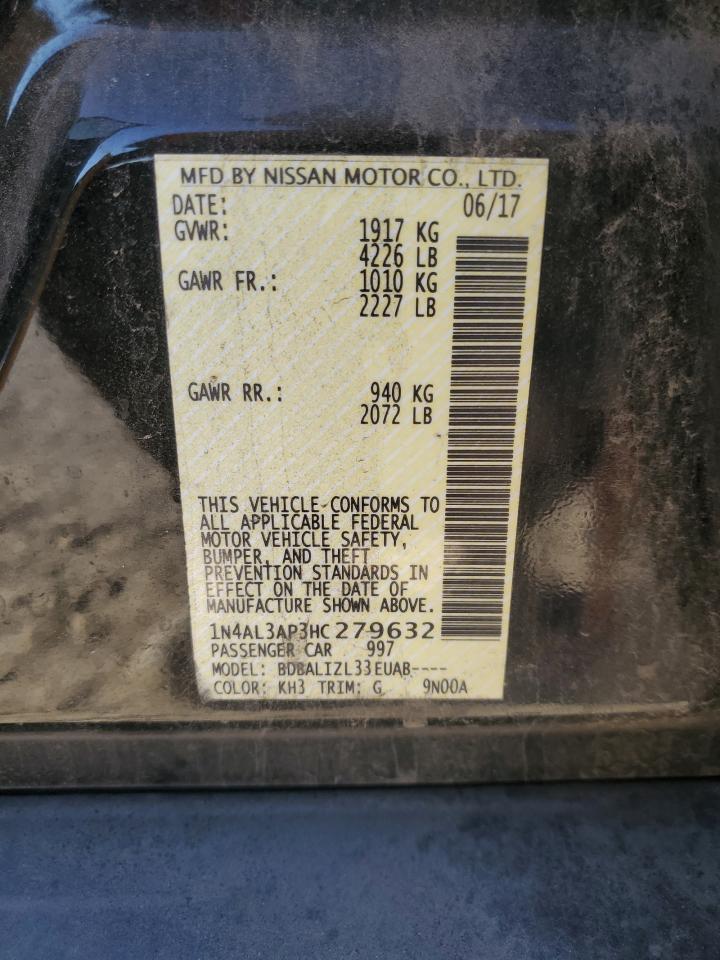 MFD BY NISSAN MOTOR CO., LTD.
DATE: 06/17
GVWR: 1917 KG
4226 LB
GAWR FR.: 1010 KG
2227 LB
GAWR RR.: 940 KG
2072 LB
THIS VEHICLE CONFORMS TO
ALL APPLICABLE FEDERAL
MOTOR VEHICLE SAFETY,
BUMPER, AND THEFT
PREVENTION STANDARDS IN
EFFECT ON THE DATE OF
MANUFACTURE SHOWN ABOVE.
1N4AL3AP3HC279632
PASSENGER CAR 997
MODEL: BDBALIZL33EUAB----
COLOR: KH3 TRIM: G 9N00A